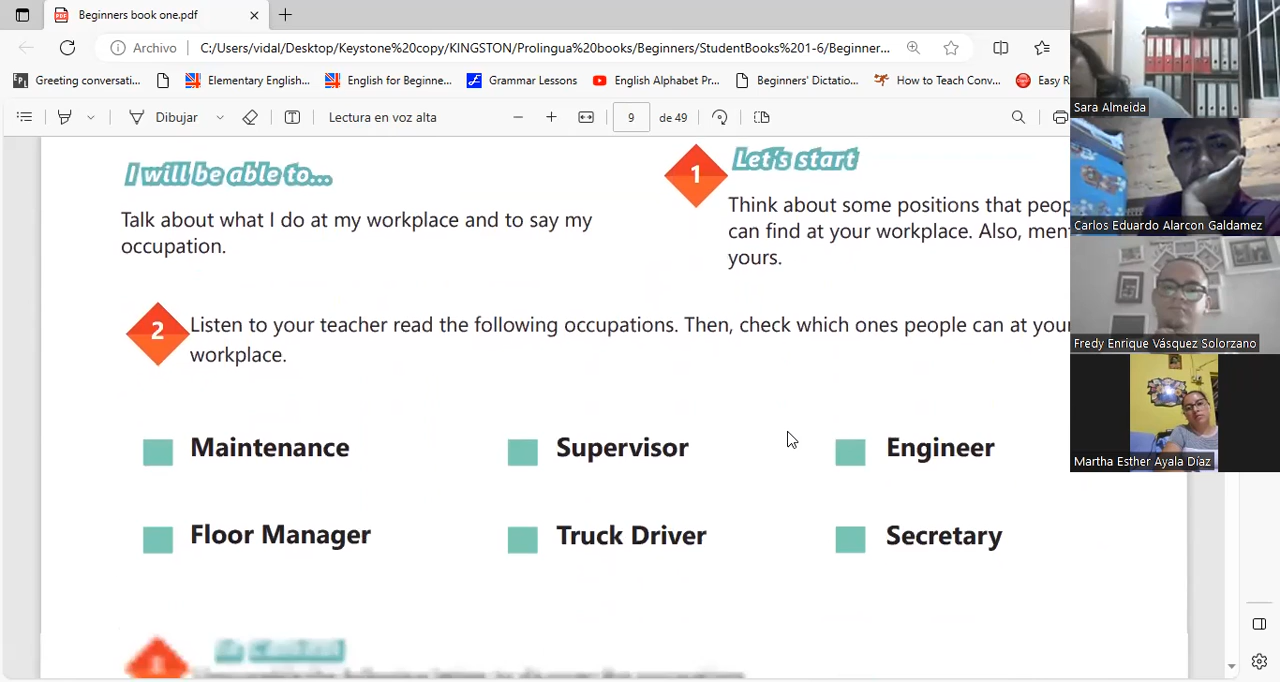 Beginners book one.pdf
Archivo
C:/Users/vidal/Desktop/Keystone%20copy/KINGSTON/Prolingua%20books/Beginners/StudentBooks%201-6/Beginner...
Greeting conversati...
Elementary English...
English for Beginne...
Grammar Lessons
English Alphabet Pr...
Beginners' Dictatio...
How to Teach Conv...
Easy R
Dibujar
Lectura en voz alta
9
de 49
I will be able to...
Talk about what I do at my workplace and to say my
occupation.
1
Let's start
Think about some positions that peop
can find at your workplace. Also, men
yours.
2
Listen to your teacher read the following occupations. Then, check which ones people can at your
workplace.
Maintenance
Supervisor
Engineer
Floor Manager
Truck Driver
Secretary
Sara Almeida
Carlos Eduardo Alarcon Galdamez
Fredy Enrique Vásquez Solorzano
Martha Esther Ayala Díaz